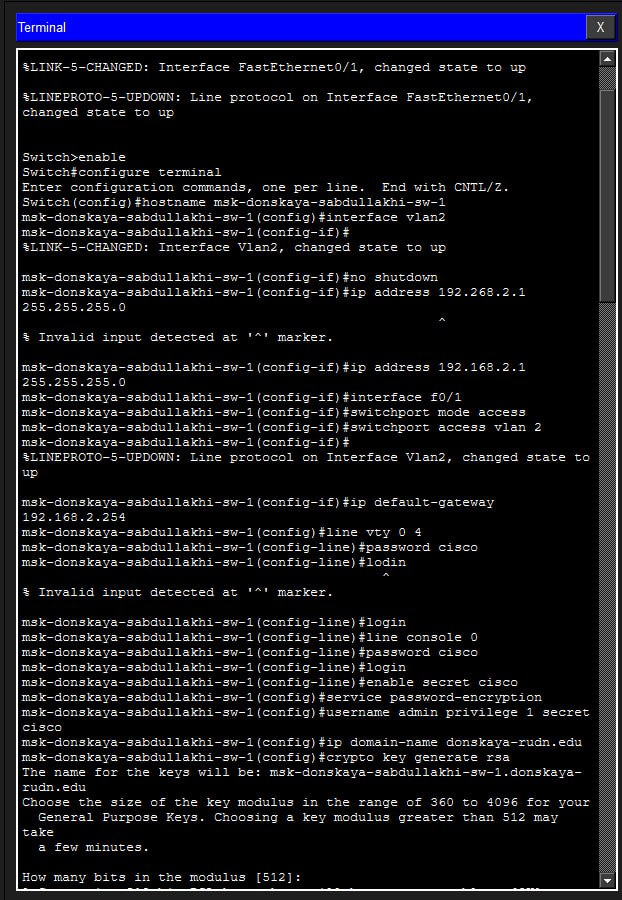 Terminal
X
%LINK-5-CHANGED: Interface FastEthernet0/1, changed state to up
%LINEPROTO-5-UPDOWN: Line protocol on Interface FastEthernet0/1,
changed state to up
Switch>enable
Switch#configure terminal
Enter configuration commands, one per line.  End with CNTL/Z.
Switch(config)#hostname msk-donskaya-sabdullakhi-sw-1
msk-donskaya-sabdullakhi-sw-1(config)#interface vlan2
msk-donskaya-sabdullakhi-sw-1(config-if)#
%LINK-5-CHANGED: Interface Vlan2, changed state to up
msk-donskaya-sabdullakhi-sw-1(config-if)#no shutdown
msk-donskaya-sabdullakhi-sw-1(config-if)#ip address 192.268.2.1
255.255.255.0
^
% Invalid input detected at '^' marker.
msk-donskaya-sabdullakhi-sw-1(config-if)#ip address 192.168.2.1
255.255.255.0
msk-donskaya-sabdullakhi-sw-1(config-if)#interface f0/1
msk-donskaya-sabdullakhi-sw-1(config-if)#switchport mode access
msk-donskaya-sabdullakhi-sw-1(config-if)#switchport access vlan 2
msk-donskaya-sabdullakhi-sw-1(config-if)#
%LINEPROTO-5-UPDOWN: Line protocol on Interface Vlan2, changed state to
up
msk-donskaya-sabdullakhi-sw-1(config-if)#ip default-gateway
192.168.2.254
msk-donskaya-sabdullakhi-sw-1(config)#line vty 0 4
msk-donskaya-sabdullakhi-sw-1(config-line)#password cisco
msk-donskaya-sabdullakhi-sw-1(config-line)#lodin
^
% Invalid input detected at '^' marker.
msk-donskaya-sabdullakhi-sw-1(config-line)#login
msk-donskaya-sabdullakhi-sw-1(config-line)#line console 0
msk-donskaya-sabdullakhi-sw-1(config-line)#password cisco
msk-donskaya-sabdullakhi-sw-1(config-line)#login
msk-donskaya-sabdullakhi-sw-1(config-line)#enable secret cisco
msk-donskaya-sabdullakhi-sw-1(config)#service password-encryption
msk-donskaya-sabdullakhi-sw-1(config)#username admin privilege 1 secret
cisco
msk-donskaya-sabdullakhi-sw-1(config)#ip domain-name donskaya-rudn.edu
msk-donskaya-sabdullakhi-sw-1(config)#crypto key generate rsa
The name for the keys will be: msk-donskaya-sabdullakhi-sw-1.donskaya-
rudn.edu
Choose the size of the key modulus in the range of 360 to 4096 for your
General Purpose Keys. Choosing a key modulus greater than 512 may
take
a few minutes.
How many bits in the modulus [512]: